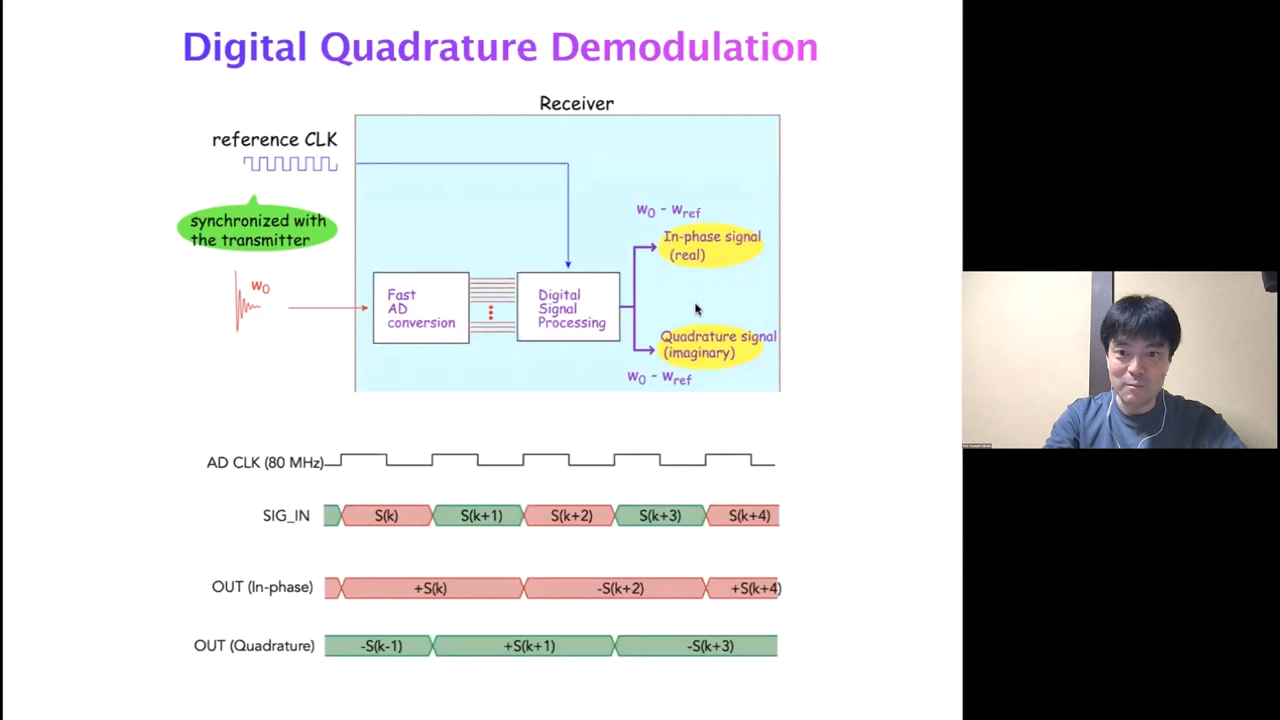 Digital Quadrature Demodulation
Receiver
reference CLK
synchronized with
the transmitter
w0
w0 - wref
In-phase signal
(real)
Fast
AD
conversion
Digital
Signal
Processing
Quadrature signal
(imaginary)
w0 - wref
AD CLK (80 MHz)
SIG_IN
S(k)
S(k+1)
S(k+2)
S(k+3)
S(k+4)
OUT (In-phase)
+S(k)
-S(k+2)
+S(k+4)
OUT (Quadrature)
-S(k-1)
+S(k+1)
-S(k+3)